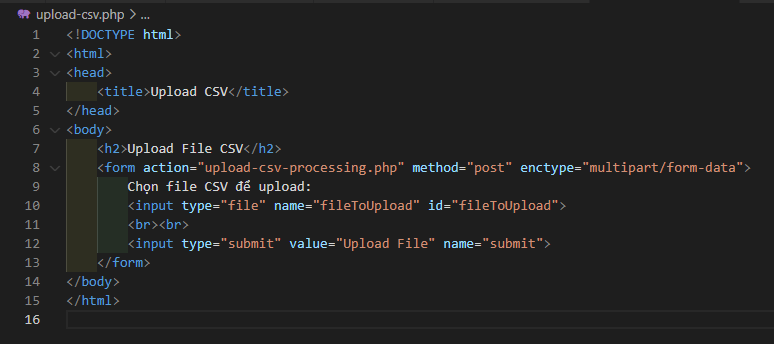 upload-csv.php > ...
1 <!DOCTYPE html>
2 <html>
3 <head>
4     <title>Upload CSV</title>
5 </head>
6 <body>
7     <h2>Upload File CSV</h2>
8     <form action="upload-csv-processing.php" method="post" enctype="multipart/form-data">
9         Chọn file CSV để upload:
10         <input type="file" name="fileToUpload" id="fileToUpload">
11         <br><br>
12         <input type="submit" value="Upload File" name="submit">
13     </form>
14 </body>
15 </html>
16